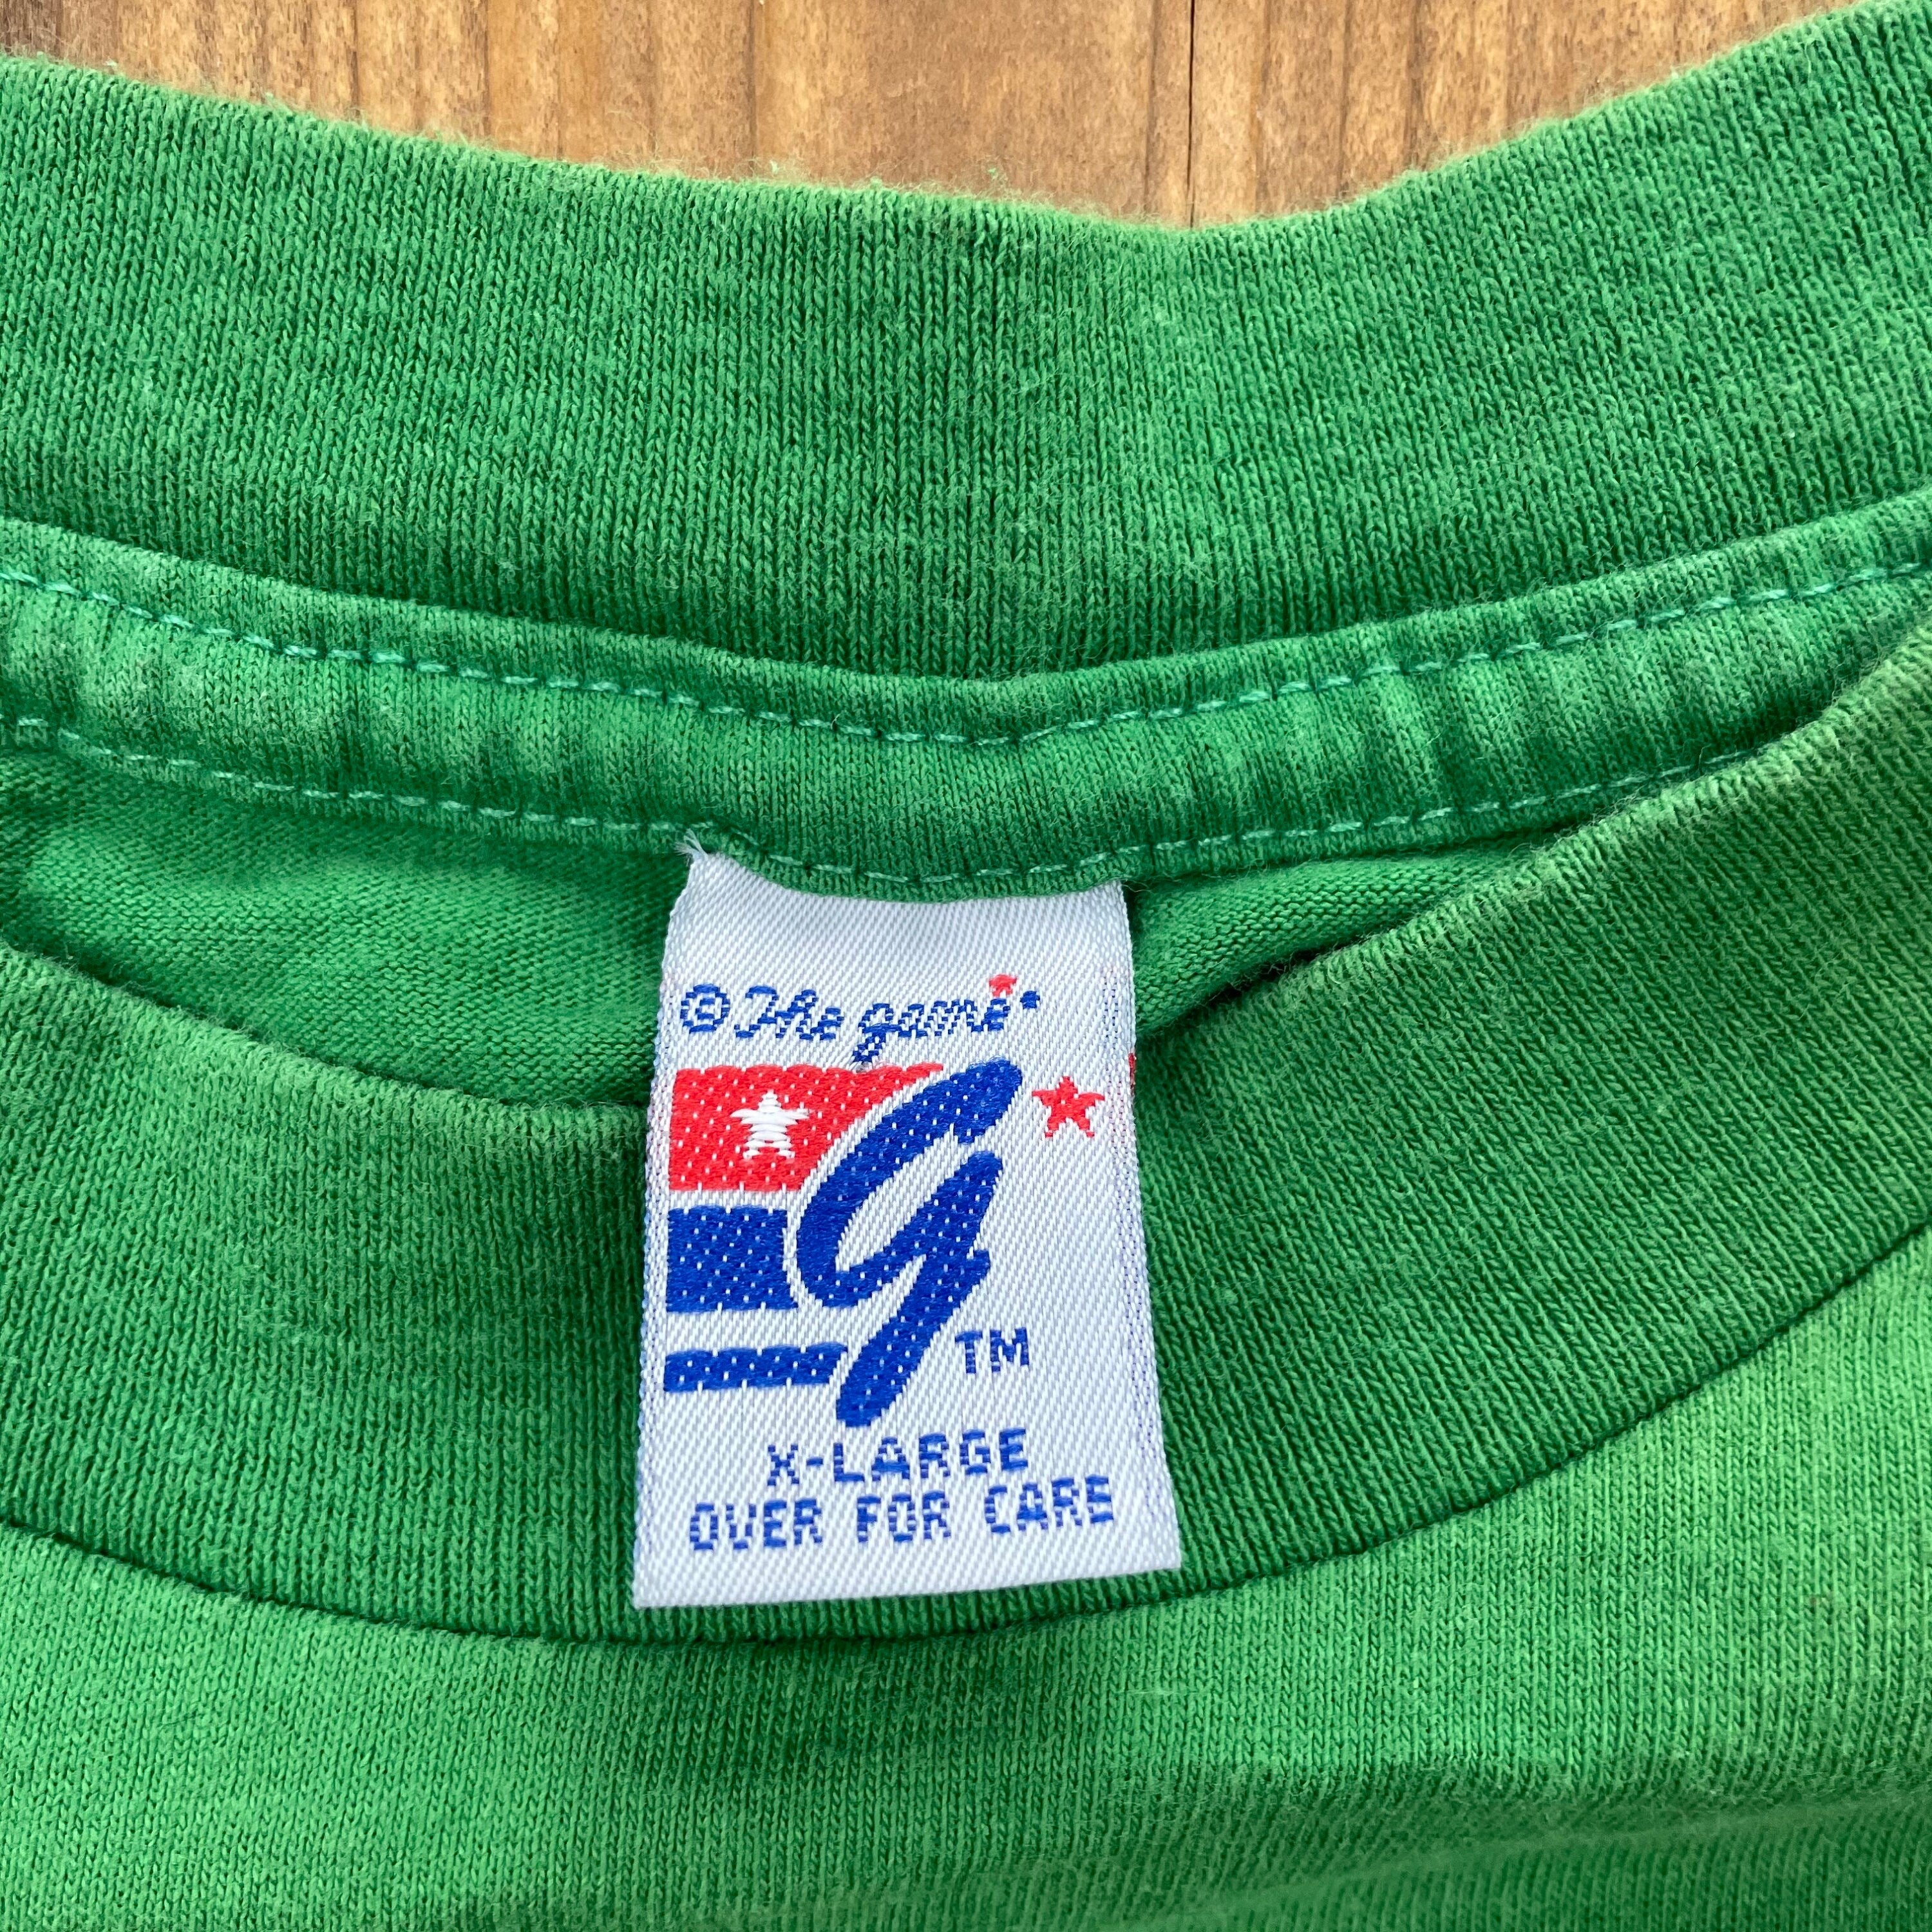 © The game
g TM
X-LARGE
OVER FOR CARE